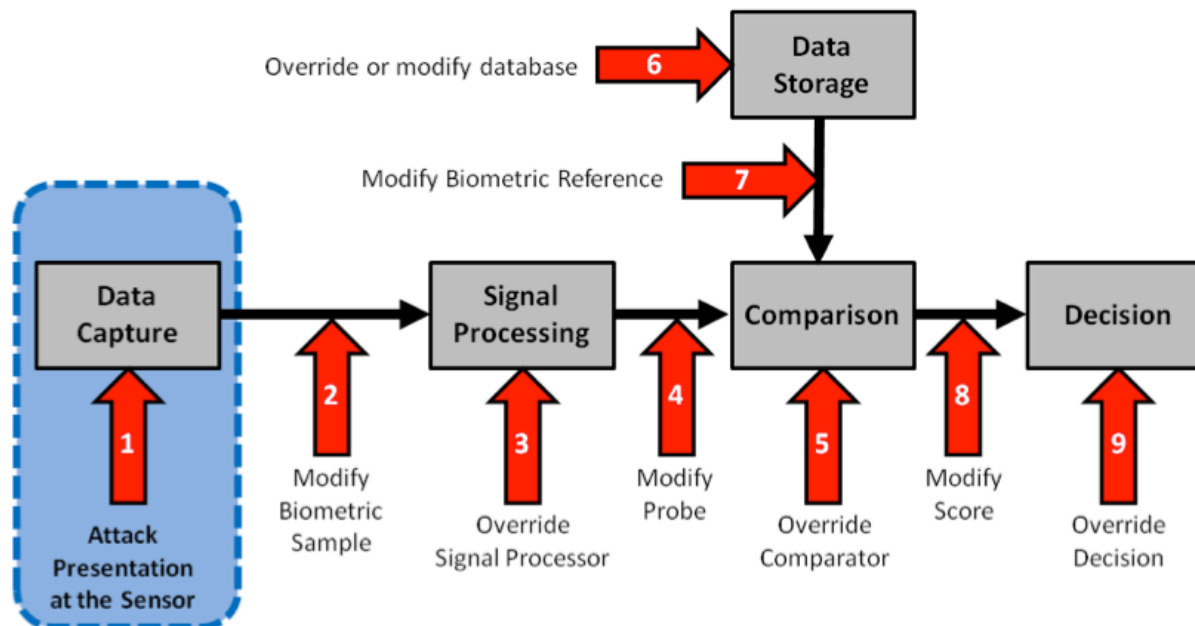 Override or modify database
6
Data
Storage
Modify Biometric Reference
7
Data
Capture
Signal
Processing
Comparison
Decision
1
2
3
4
5
8
9
Attack
Presentation
at the Sensor
Modify
Biometric
Sample
Override
Signal Processor
Modify
Probe
Override
Comparator
Modify
Score
Override
Decision